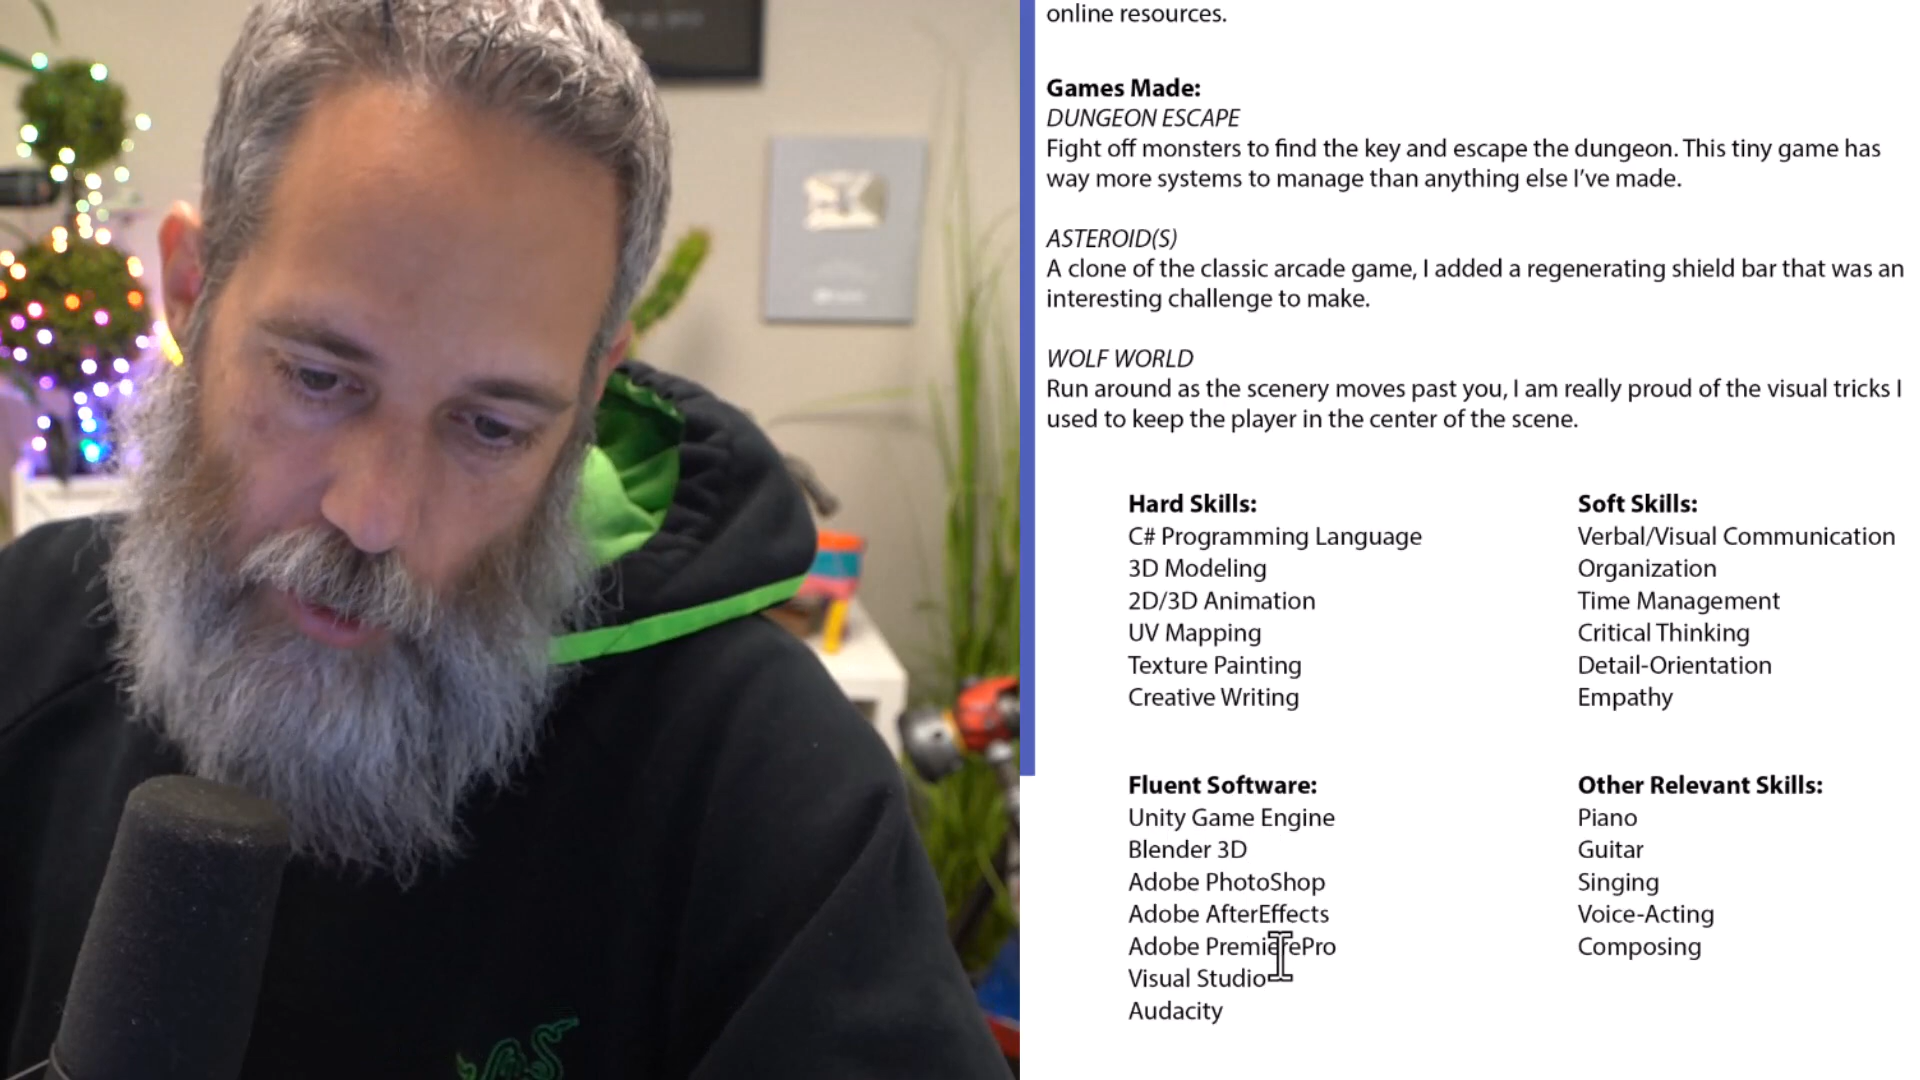 online resources.
Games Made:
DUNGEON ESCAPE
Fight off monsters to find the key and escape the dungeon. This tiny game has
way more systems to manage than anything else I've made.
ASTEROID(S)
A clone of the classic arcade game, I added a regenerating shield bar that was an
interesting challenge to make.
WOLF WORLD
Run around as the scenery moves past you, I am really proud of the visual tricks I
used to keep the player in the center of the scene.
Hard Skills:
C# Programming Language
3D Modeling
2D/3D Animation
UV Mapping
Texture Painting
Creative Writing
Soft Skills:
Verbal/Visual Communication
Organization
Time Management
Critical Thinking
Detail-Orientation
Empathy
Fluent Software:
Unity Game Engine
Blender 3D
Adobe PhotoShop
Adobe AfterEffects
Adobe PremierePro
Visual Studio
Audacity
Other Relevant Skills:
Piano
Guitar
Singing
Voice-Acting
Composing